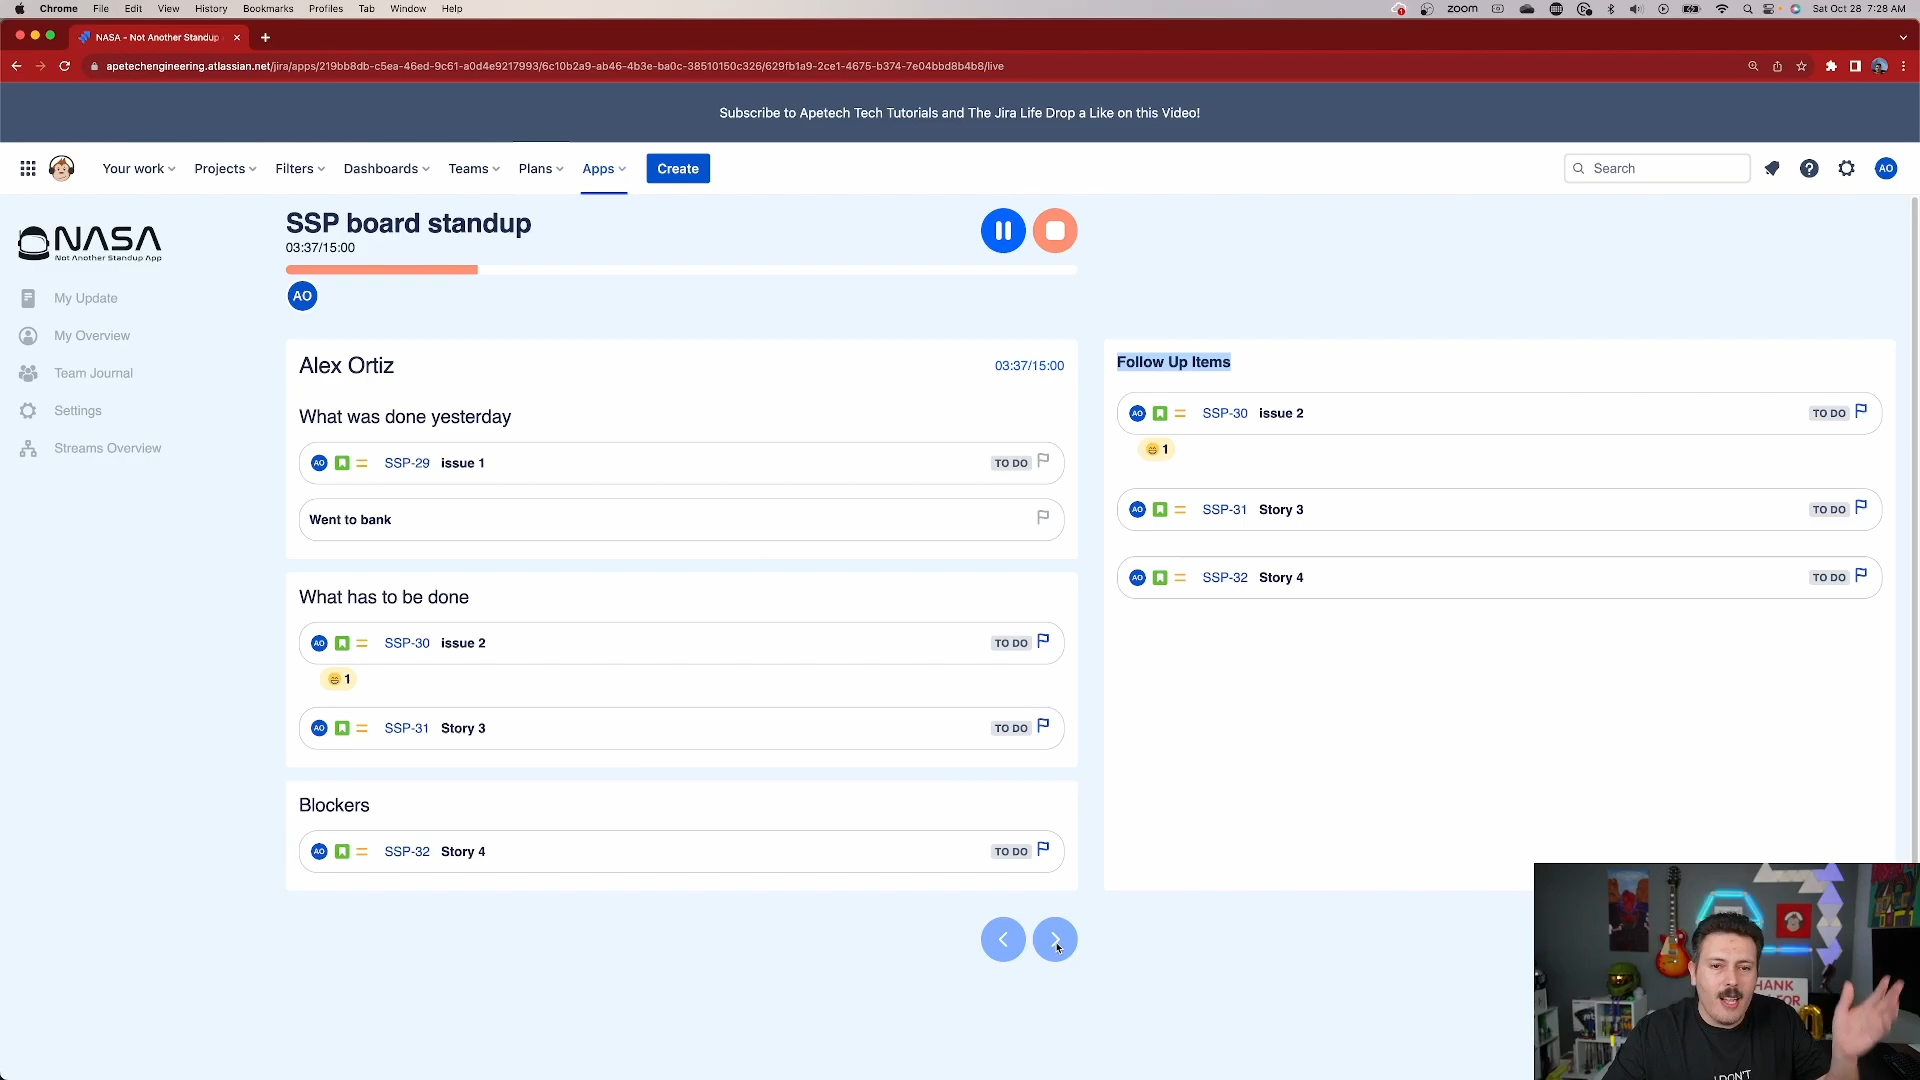 Chrome File Edit View History Bookmarks Profiles Tab Window Help
zoom Sat Oct 28 7:28 AM
NASA - Not Another Standup
apetechengineering.atlassian.net/jira/apps/219bb8db-c5ea-46ed-9c61-a0d4e9217993/6c10b2a9-ab46-4b3e-ba0c-38510150c326/629fb1a9-2ce1-4675-b374-7e04bbd8b4b8/live
Subscribe to Apetech Tech Tutorials and The Jira Life Drop a Like on this Video!
Your work Projects Filters Dashboards Teams Plans Apps Create Search AO
NASA
Not Another Standup App
My Update
My Overview
Team Journal
Settings
Streams Overview
SSP board standup
03:37/15:00
AO
Alex Ortiz 03:37/15:00
What was done yesterday
AO SSP-29 issue 1 TO DO
Went to bank
What has to be done
AO SSP-30 issue 2 TO DO
1
AO SSP-31 Story 3 TO DO
Blockers
AO SSP-32 Story 4 TO DO
Follow Up Items
AO SSP-30 issue 2 TO DO
1
AO SSP-31 Story 3 TO DO
AO SSP-32 Story 4 TO DO
I DON'T